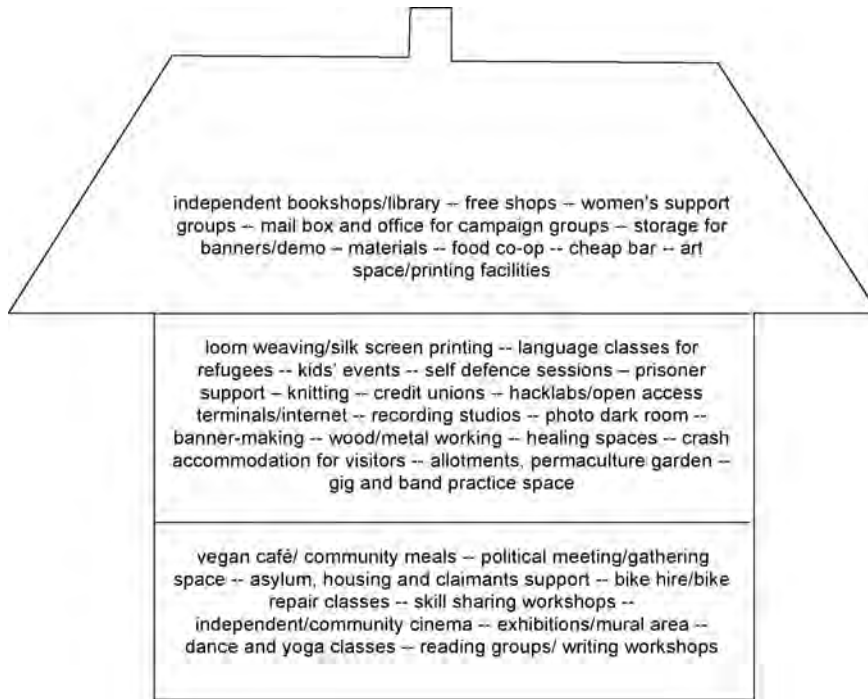 independent bookshops/library – free shops – women's support
groups – mail box and office for campaign groups – storage for
banners/demo – materials – food co-op -- cheap bar – art
space/printing facilities
loom weaving/silk screen printing -- language classes for
refugees -- kids' events -- self defence sessions – prisoner
support – knitting – credit unions – hacklabs/open access
terminals/internet – recording studios – photo dark room --
banner-making – wood/metal working – healing spaces – crash
accommodation for visitors – allotments, permaculture garden –
gig and band practice space
vegan café/ community meals – political meeting/gathering
space – asylum, housing and claimants support – bike hire/bike
repair classes -- skill sharing workshops --
independent/community cinema – exhibitions/mural area --
dance and yoga classes – reading groups/ writing workshops